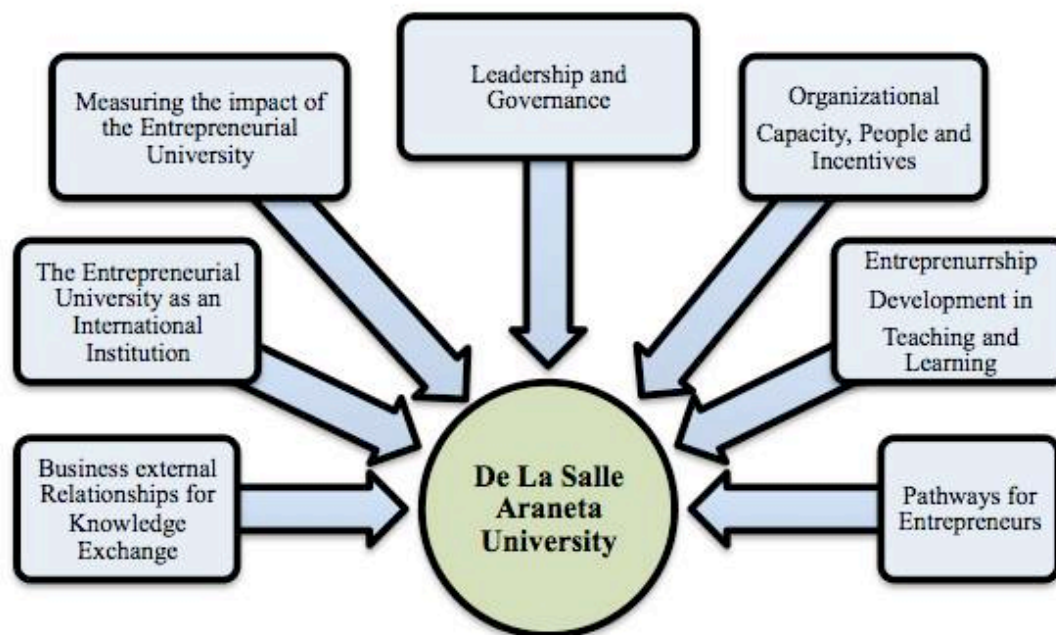 Leadership and
Governance
Measuring the impact of
the Entrepreneurial
University
Organizational
Capacity, People and
Incentives
The Entrepreneurial
University as an
International
Institution
Entreprenurrship
Development in
Teaching and
Learning
Business external
Relationships for
Knowledge
Exchange
De La Salle
Araneta
University
Pathways for
Entrepreneurs